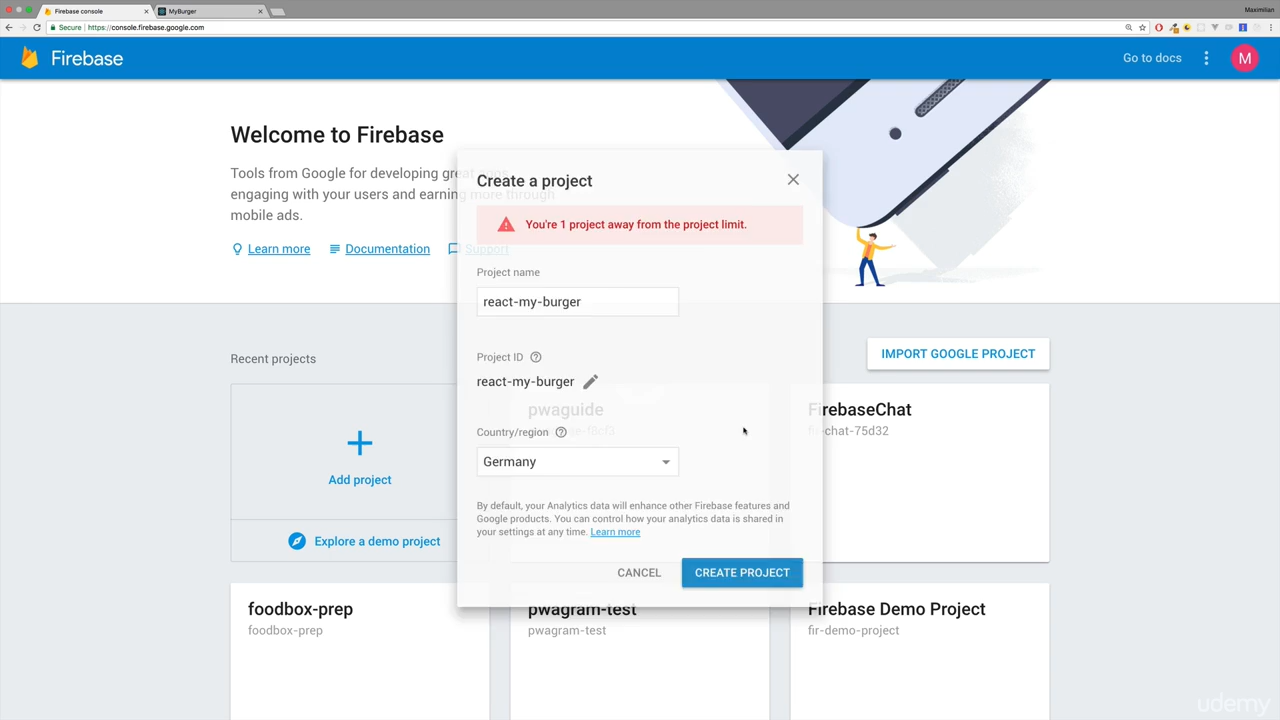 Firebase console
MyBurger
Maximilian
Secure
https://console.firebase.google.com
Firebase
Go to docs
M
Welcome to Firebase
Tools from Google for developing great
engaging with your users and earning more through
mobile ads.
Learn more
Documentation
Support
Create a project
You're 1 project away from the project limit.
Project name
react-my-burger
Project ID
react-my-burger
Country/region
Germany
By default, your Analytics data will enhance other Firebase features and
Google products. You can control how your analytics data is shared in
your settings at any time. Learn more
CANCEL
CREATE PROJECT
Recent projects
IMPORT GOOGLE PROJECT
Add project
Explore a demo project
pwaguide
FirebaseChat
fir-chat-75d32
foodbox-prep
foodbox-prep
pwagram-test
pwagram-test
Firebase Demo Project
fir-demo-project
udemy